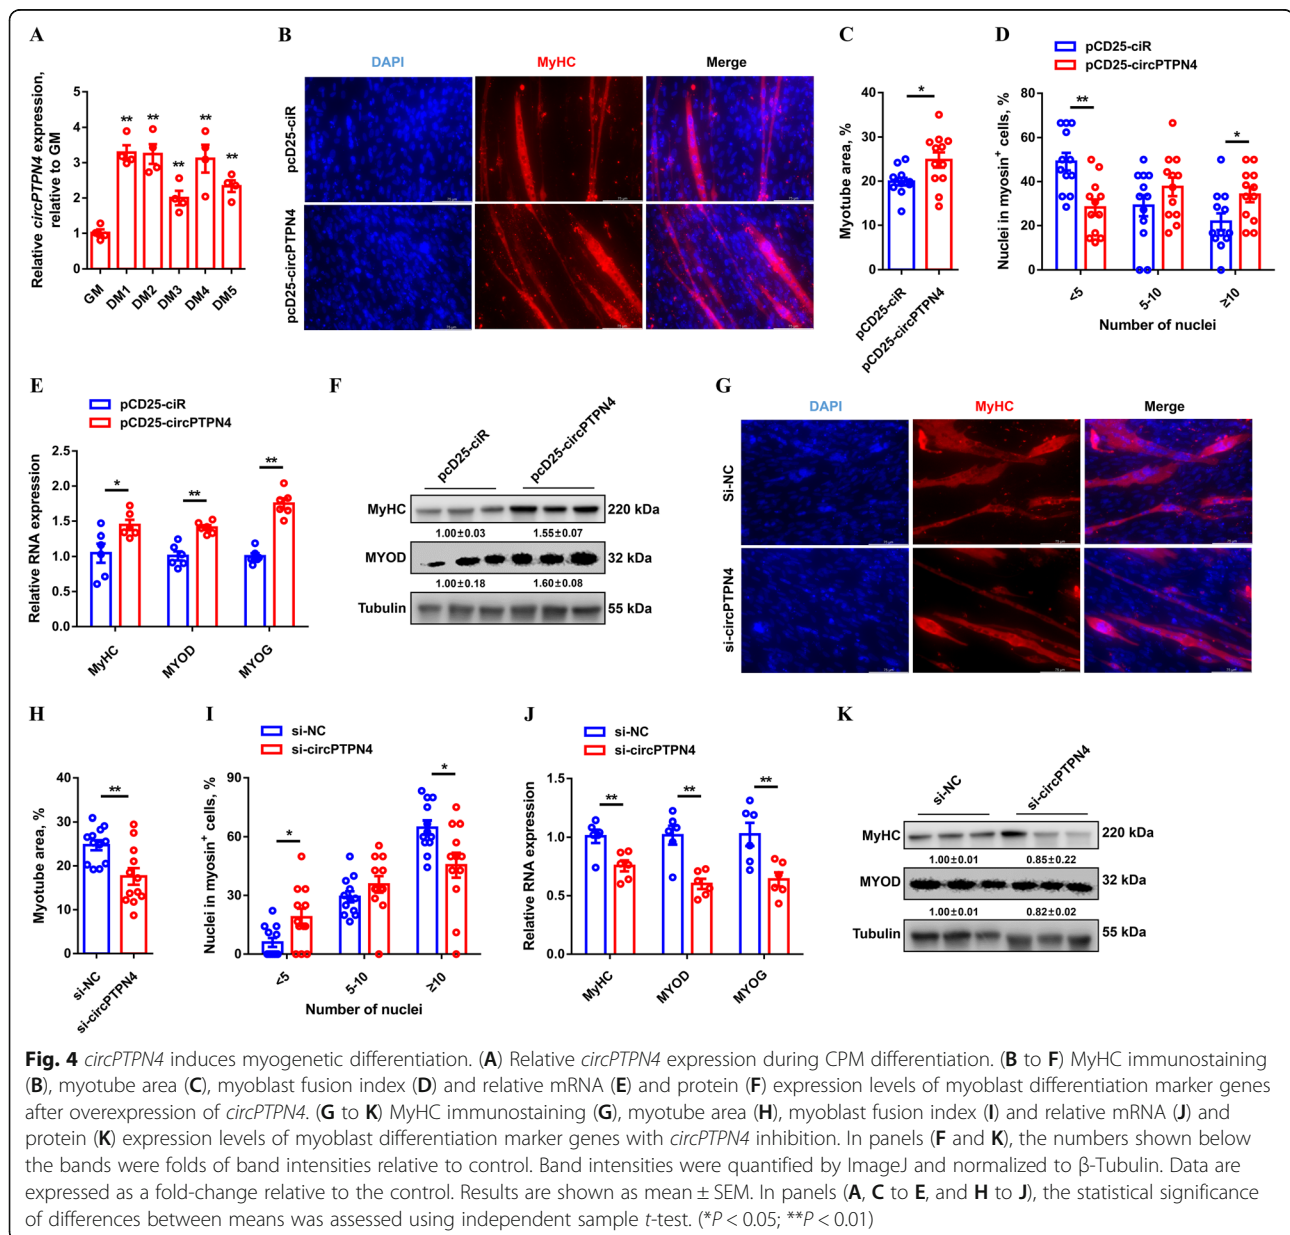 A
Relative circPTPN4 expression,
relative to GM
5
4
3
2
1
0
**
**
**
**
**
GM
DM1
DM2
DM3
DM4
DM5
B
DAPI
MyHC
Merge
pcD25-ciR
pcD25-circPTPN4
C
Myotube area, %
40
30
20
10
0
*
pCD25-ciR
pCD25-circPTPN4
D
pCD25-ciR
pCD25-circPTPN4
Nuclei in myosin⁺ cells, %
80
60
40
20
0
**
*
<5
5-10
≥10
Number of nuclei
E
pCD25-ciR
pCD25-circPTPN4
Relative RNA expression
2.5
2.0
1.5
1.0
0.5
0.0
*
**
**
MyHC
MYOD
MYOG
F
pcD25-ciR
pcD25-circPTPN4
MyHC
220 kDa
1.00±0.03
1.55±0.07
MYOD
32 kDa
1.00±0.18
1.60±0.08
Tubulin
55 kDa
G
DAPI
MyHC
Merge
Si-NC
si-circPTPN4
H
Myotube area, %
40
30
20
10
0
**
si-NC
si-circPTPN4
I
si-NC
si-circPTPN4
Nuclei in myosin⁺ cells, %
90
60
30
0
*
*
<5
5-10
≥10
Number of nuclei
J
si-NC
si-circPTPN4
Relative RNA expression
1.5
1.0
0.5
0.0
**
**
**
MyHC
MYOD
MYOG
K
si-NC
si-circPTPN4
MyHC
220 kDa
1.00±0.01
0.85±0.22
MYOD
32 kDa
1.00±0.01
0.82±0.02
Tubulin
55 kDa
Fig. 4 circPTPN4 induces myogenetic differentiation. (A) Relative circPTPN4 expression during CPM differentiation. (B to F) MyHC immunostaining
(B), myotube area (C), myoblast fusion index (D) and relative mRNA (E) and protein (F) expression levels of myoblast differentiation marker genes
after overexpression of circPTPN4. (G to K) MyHC immunostaining (G), myotube area (H), myoblast fusion index (I) and relative mRNA (J) and
protein (K) expression levels of myoblast differentiation marker genes with circPTPN4 inhibition. In panels (F and K), the numbers shown below
the bands were folds of band intensities relative to control. Band intensities were quantified by ImageJ and normalized to β-Tubulin. Data are
expressed as a fold-change relative to the control. Results are shown as mean ± SEM. In panels (A, C to E, and H to J), the statistical significance
of differences between means was assessed using independent sample t-test. (*P < 0.05; **P < 0.01)